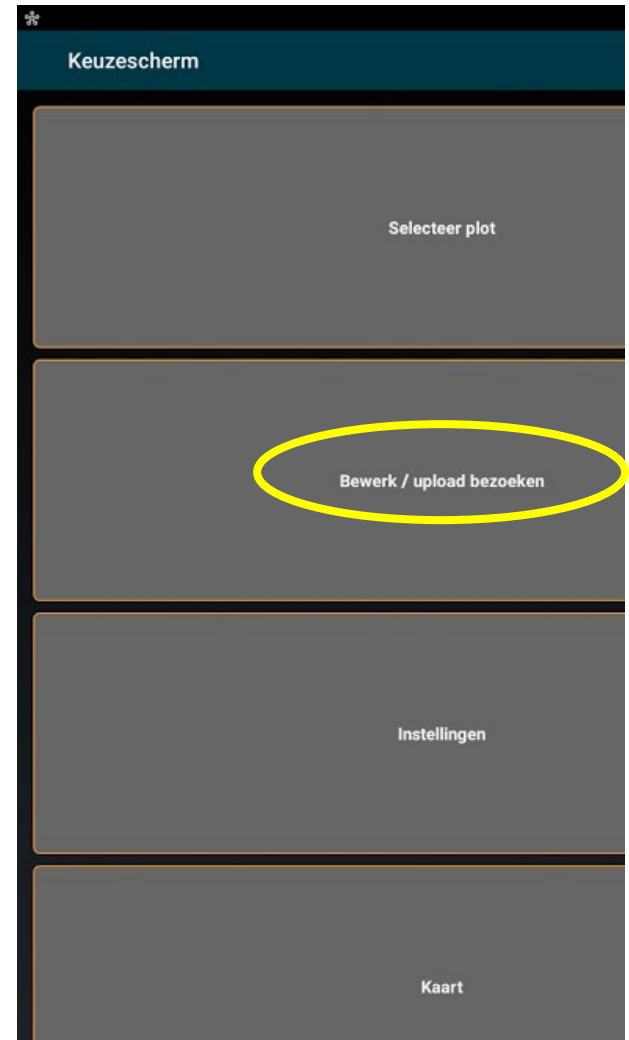 Keuzescherm
Selecteer plot
Bewerk / upload bezoeken
Instellingen
Kaart